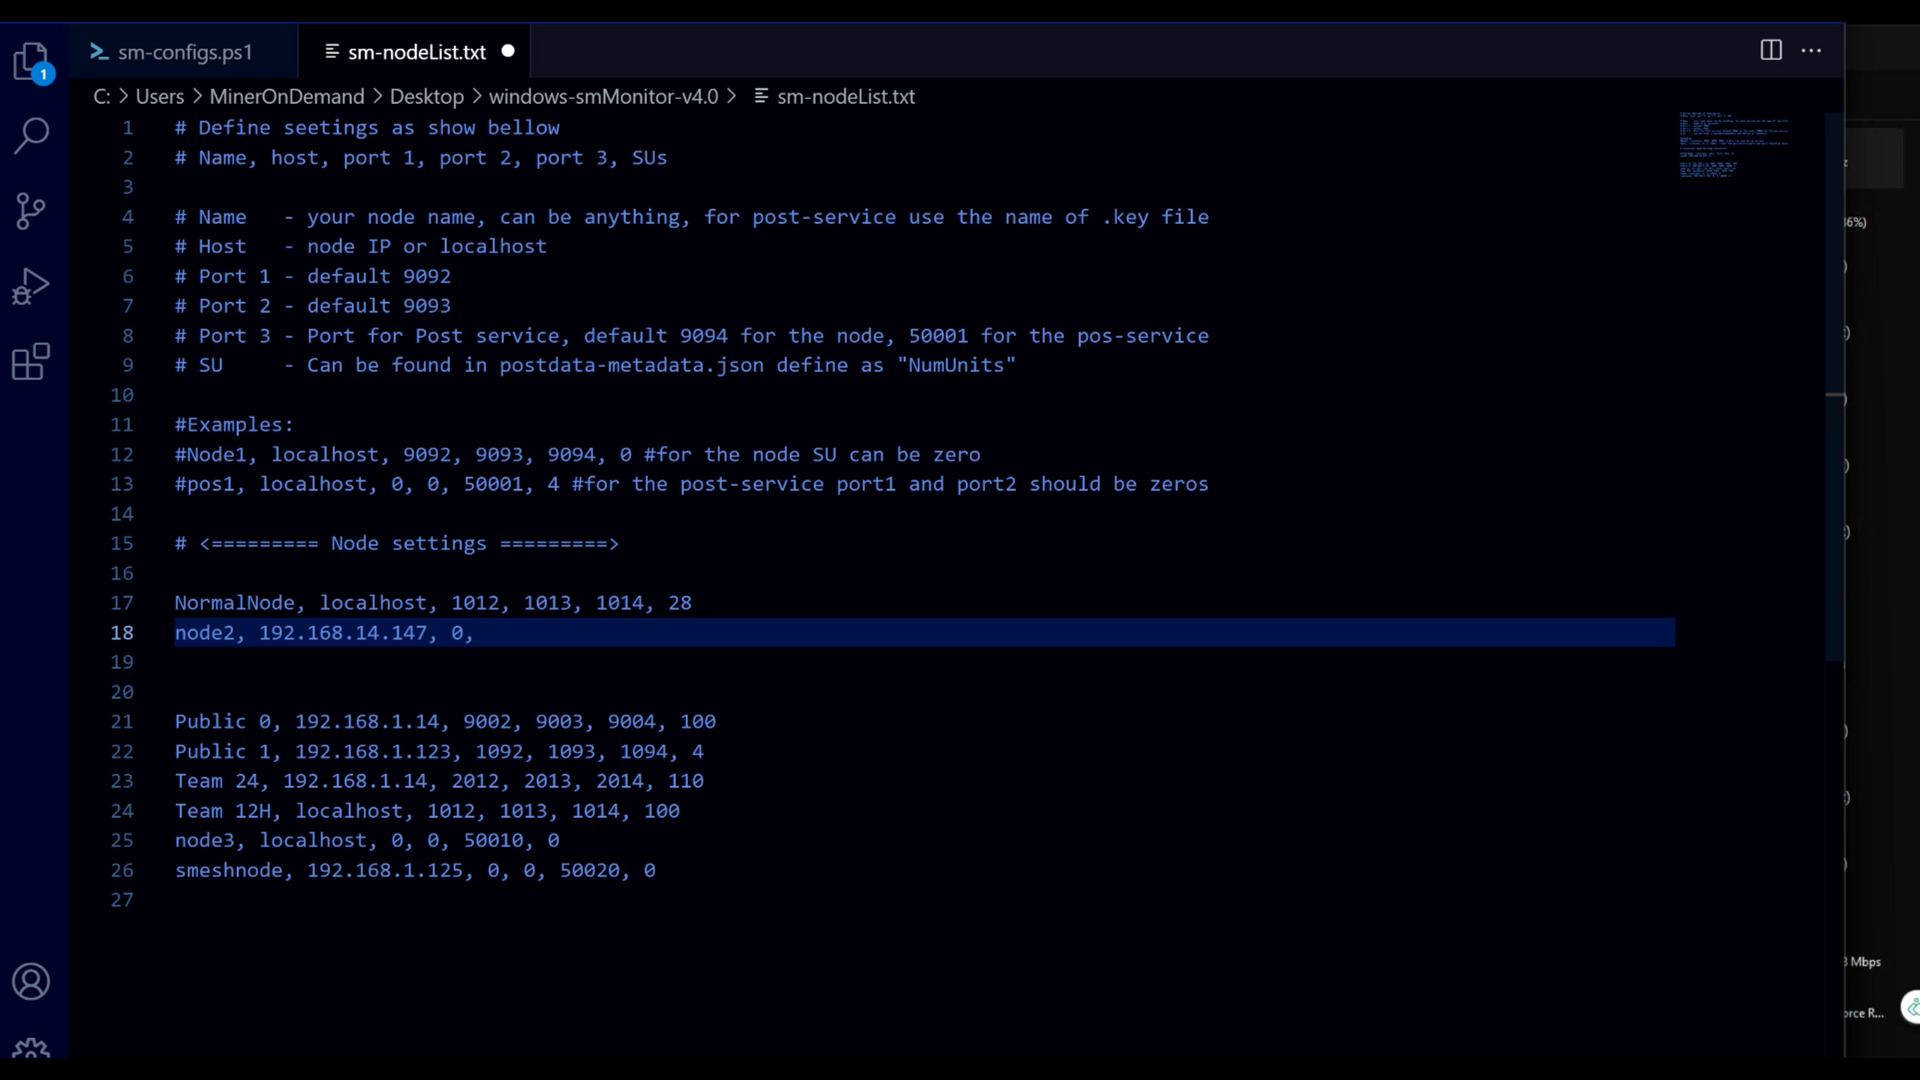 sm-configs.ps1
sm-nodeList.txt
1
C: > Users > MinerOnDemand > Desktop > windows-smMonitor-v4.0 > sm-nodeList.txt
1 # Define seetings as show bellow
2 # Name, host, port 1, port 2, port 3, SUs
3
4 # Name - your node name, can be anything, for post-service use the name of .key file
5 # Host - node IP or localhost
6 # Port 1 - default 9092
7 # Port 2 - default 9093
8 # Port 3 - Port for Post service, default 9094 for the node, 50001 for the pos-service
9 # SU - Can be found in postdata-metadata.json define as "NumUnits"
10
11 #Examples:
12 #Node1, localhost, 9092, 9093, 9094, 0 #for the node SU can be zero
13 #pos1, localhost, 0, 0, 50001, 4 #for the post-service port1 and port2 should be zeros
14
15 # <========= Node settings =========>
16
17 NormalNode, localhost, 1012, 1013, 1014, 28
18 node2, 192.168.14.147, 0,
19
20
21 Public 0, 192.168.1.14, 9002, 9003, 9004, 100
22 Public 1, 192.168.1.123, 1092, 1093, 1094, 4
23 Team 24, 192.168.1.14, 2012, 2013, 2014, 110
24 Team 12H, localhost, 1012, 1013, 1014, 100
25 node3, localhost, 0, 0, 50010, 0
26 smeshnode, 192.168.1.125, 0, 0, 50020, 0
27
6%)
Mbps
orce R...